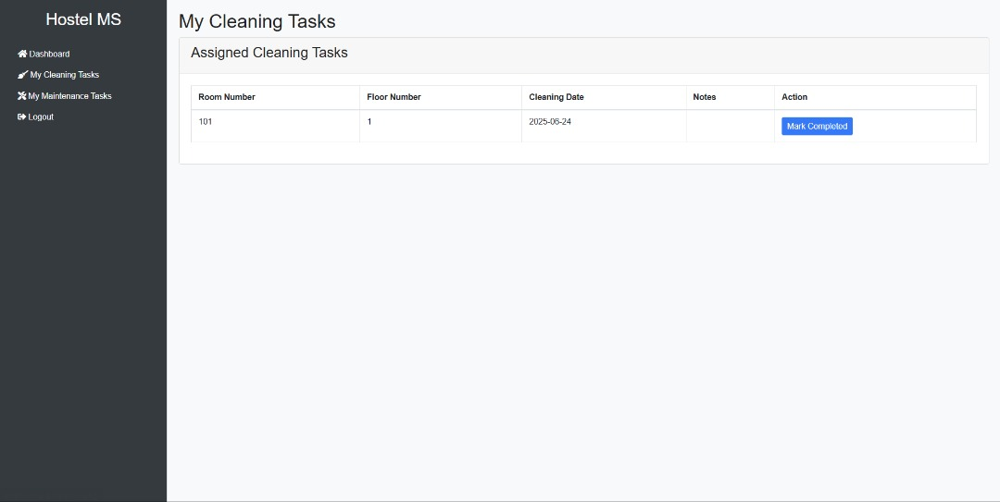 Hostel MS
Dashboard
My Cleaning Tasks
My Maintenance Tasks
Logout
My Cleaning Tasks
Assigned Cleaning Tasks
Room Number Floor Number Cleaning Date Notes Action
101 1 2025-06-24 Mark Completed